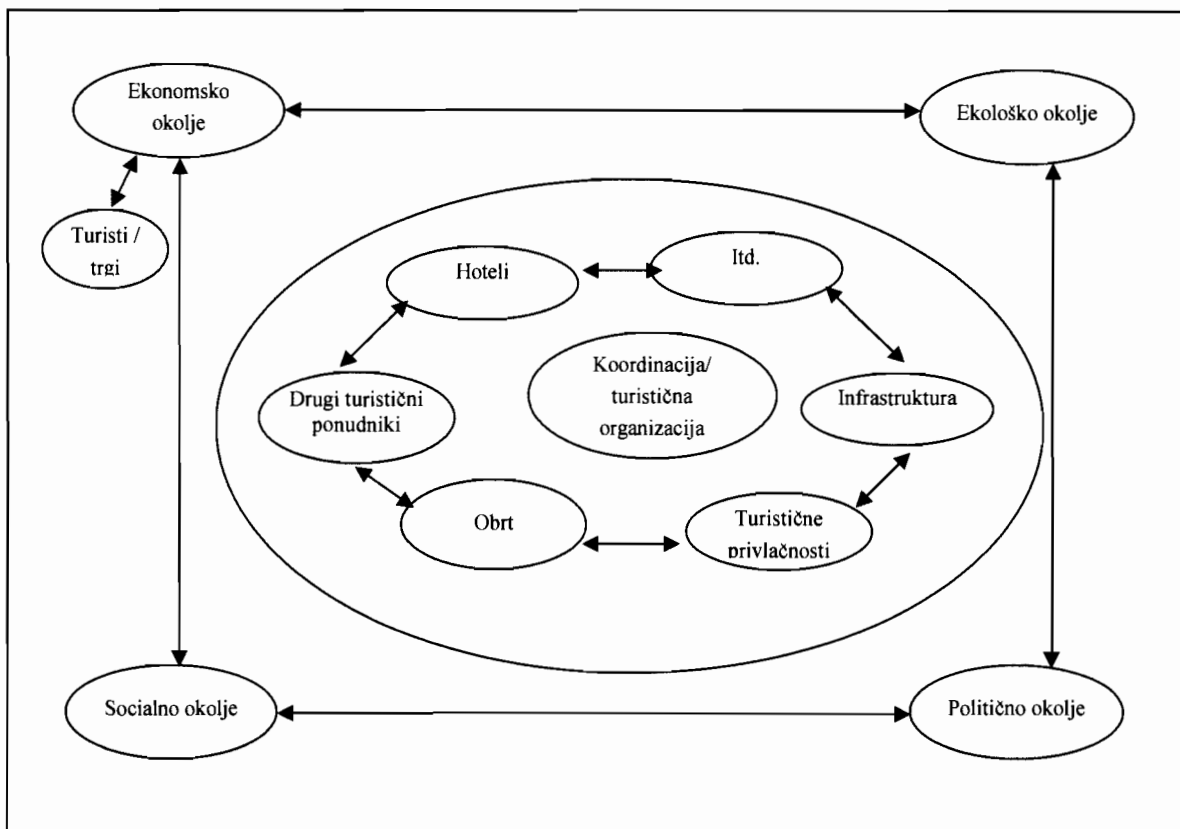 Ekonomsko
okolje
Ekološko okolje
Turisti /
trgi
Hoteli
Itd.
Koordinacija/
turistična
organizacija
Drugi turistični
ponudniki
Infrastruktura
Obrt
Turistične
privlačnosti
Socialno okolje
Politično okolje